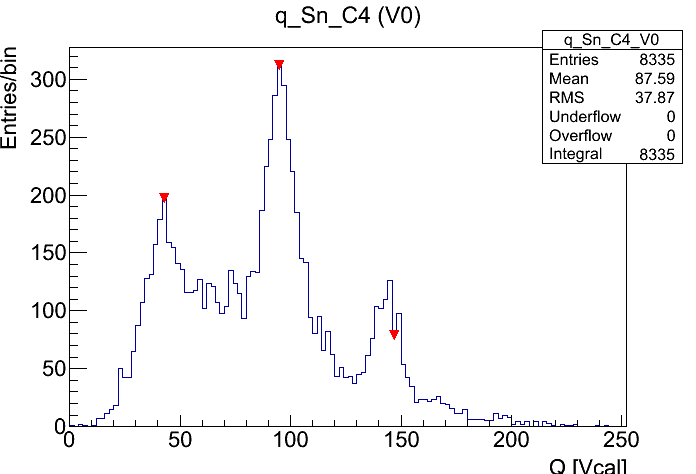 q_Sn_C4 (V0)
q_Sn_C4_V0
Entries 8335
Mean 87.59
RMS 37.87
Underflow 0
Overflow 0
Integral 8335
Entries/bin
300
250
200
150
100
50
0
0 50 100 150 200 250
Q [Vcal]